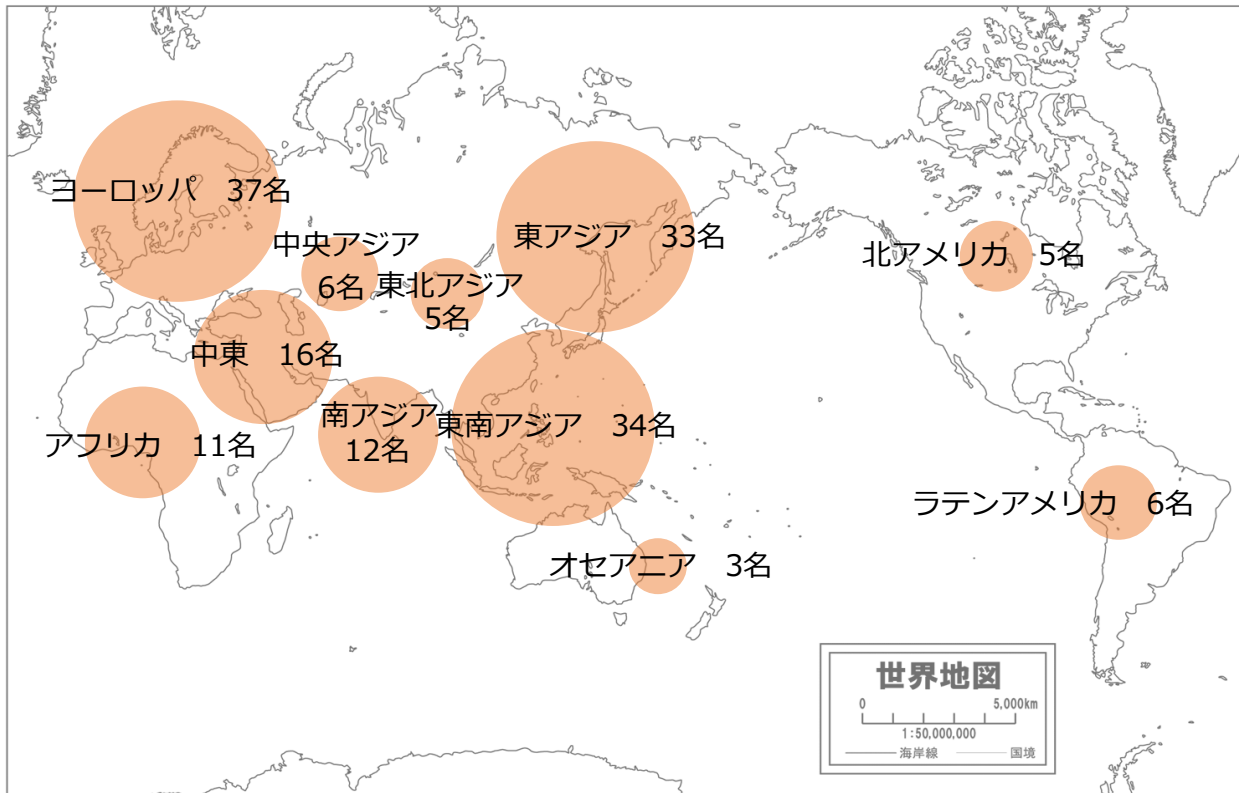 ヨーロッパ　37名
中央アジア
6名
東北アジア
5名
東アジア　33名
北アメリカ　5名
中東　16名
アフリカ　11名
南アジア
12名
東南アジア　34名
ラテンアメリカ　6名
オセアニア　3名
世界地図
0　5,000km
1:50,000,000
海岸線　国境